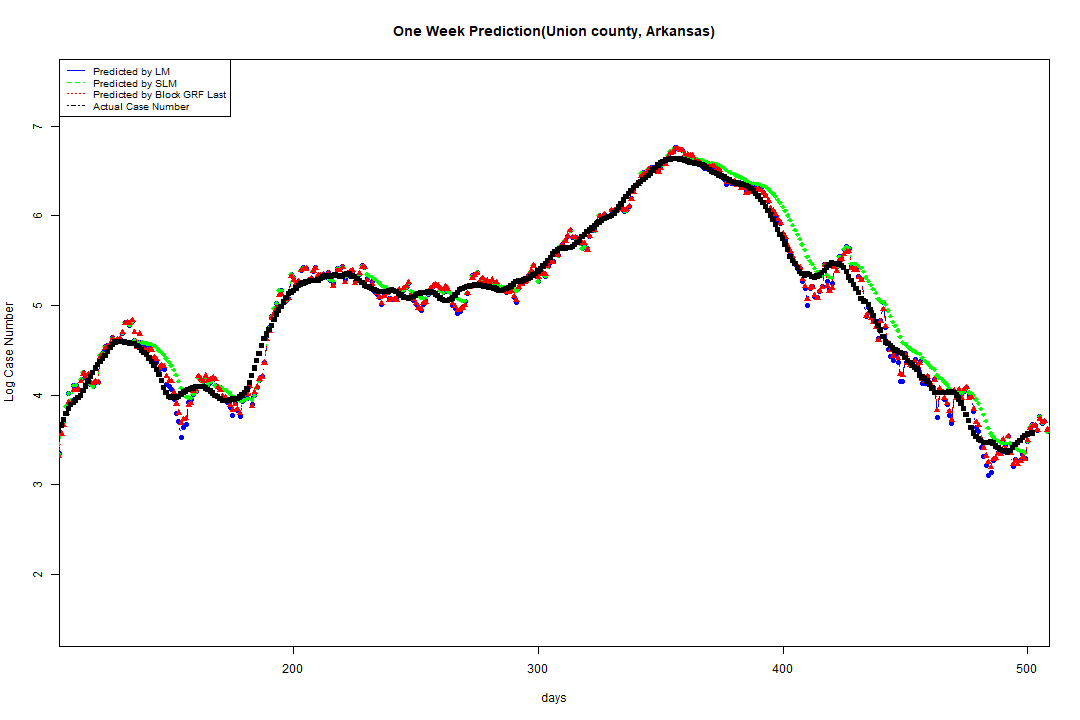 One Week Prediction(Union county, Arkansas)
Predicted by LM
Predicted by SLM
Predicted by Block GRF Last
Actual Case Number
7
6
5
4
3
2
Log Case Number
200 300 400 500
days